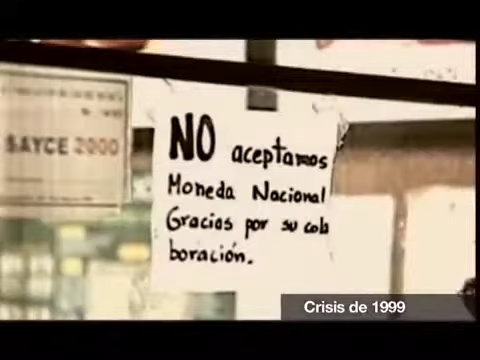 SAYCE 2000
NO aceptamos
Moneda Nacional
Gracias por su cola
boración.
Crisis de 1999